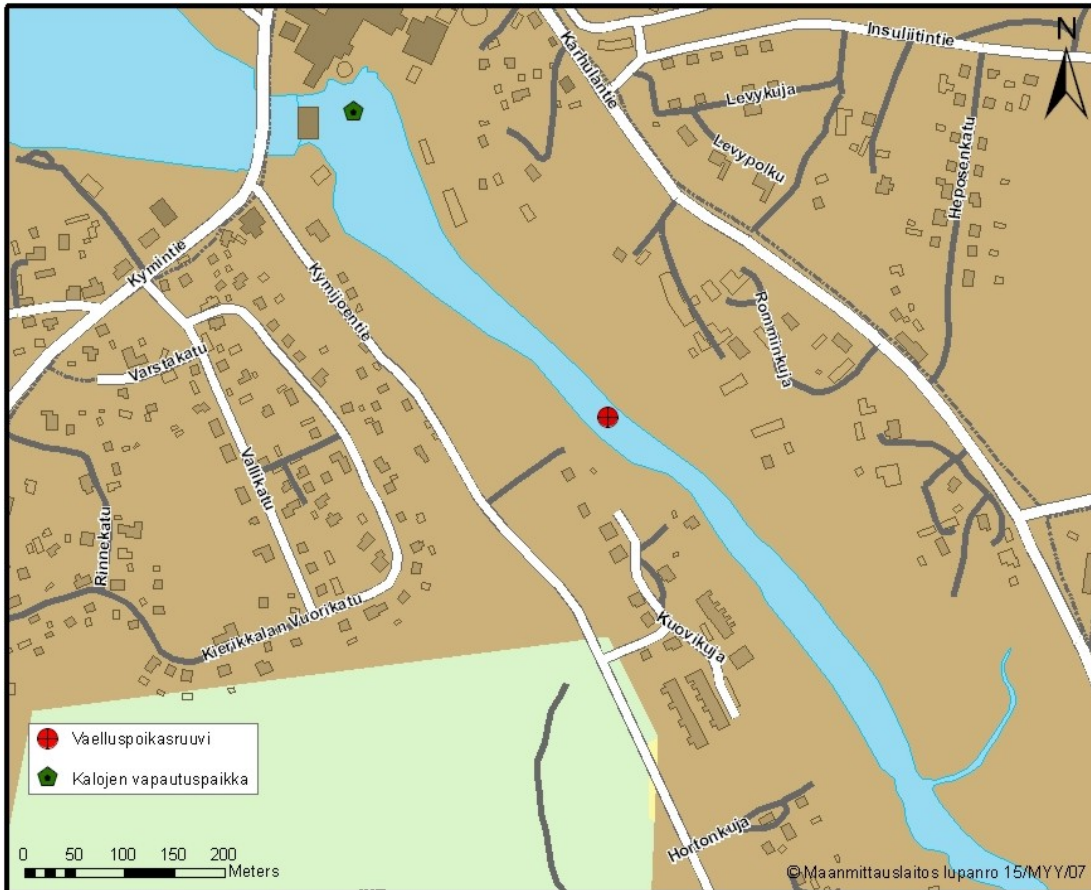 N
Insuliitintie
Karhulantie
Levykuja
Levypolku
Heposenkatu
Kymintie
Kymijoentie
Romminkuja
Varstakatu
Vallikatu
Rinnekatu
Kierikkalan Vuorikatu
Kuovikuja
Vaelluspoikasruuvi
Kalojen vapautuspaikka
Hortonkuja
0 50 100 150 200
Meters
© Maanmittauslaitos lupanro 15/MYY/07